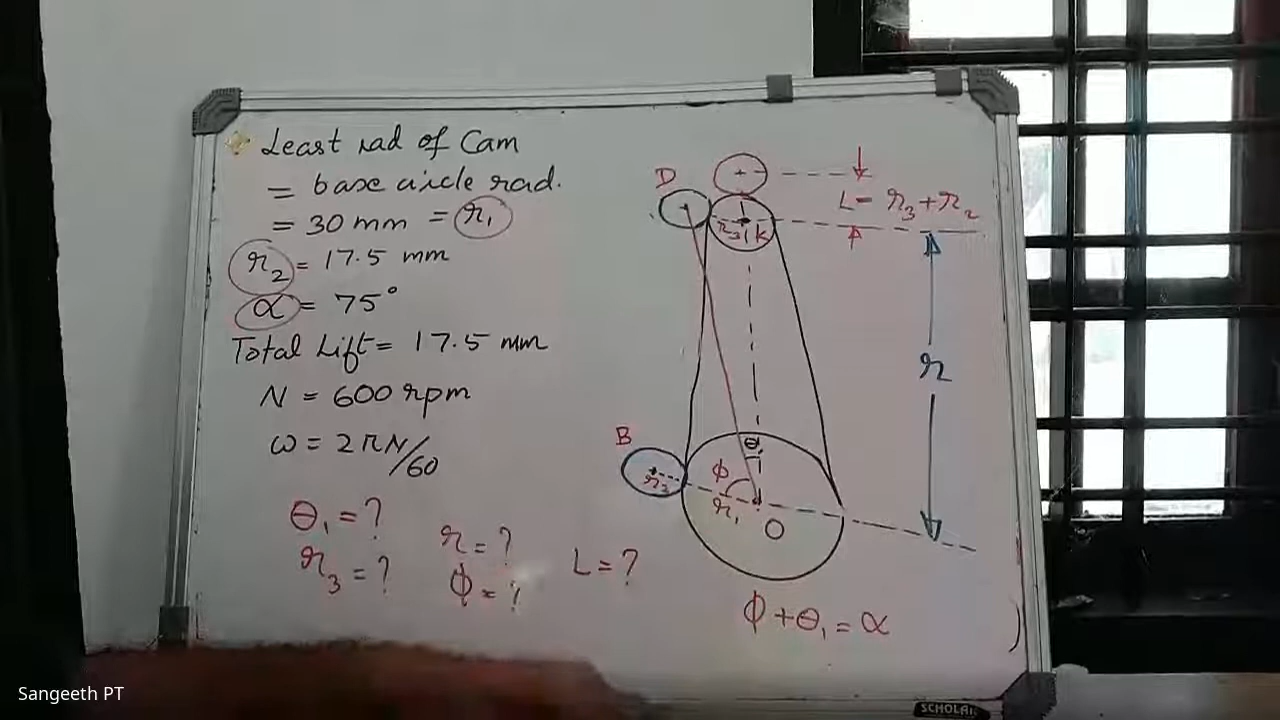 Least rad of Cam
= base circle rad.
= 30 mm = r₁
r₂ = 17.5 mm
α = 75°
Total Lift = 17.5 mm
N = 600 rpm
ω = 2πN/60
θ₁ = ?
r₃ = ?
r = ?
ϕ = ?
L = ?
D
L = r₃ + r₂
r₃
K
r
B
r₂
θ₁
ϕ
r₁
O
ϕ + θ₁ = α
Sangeeth PT
SCHOLAR